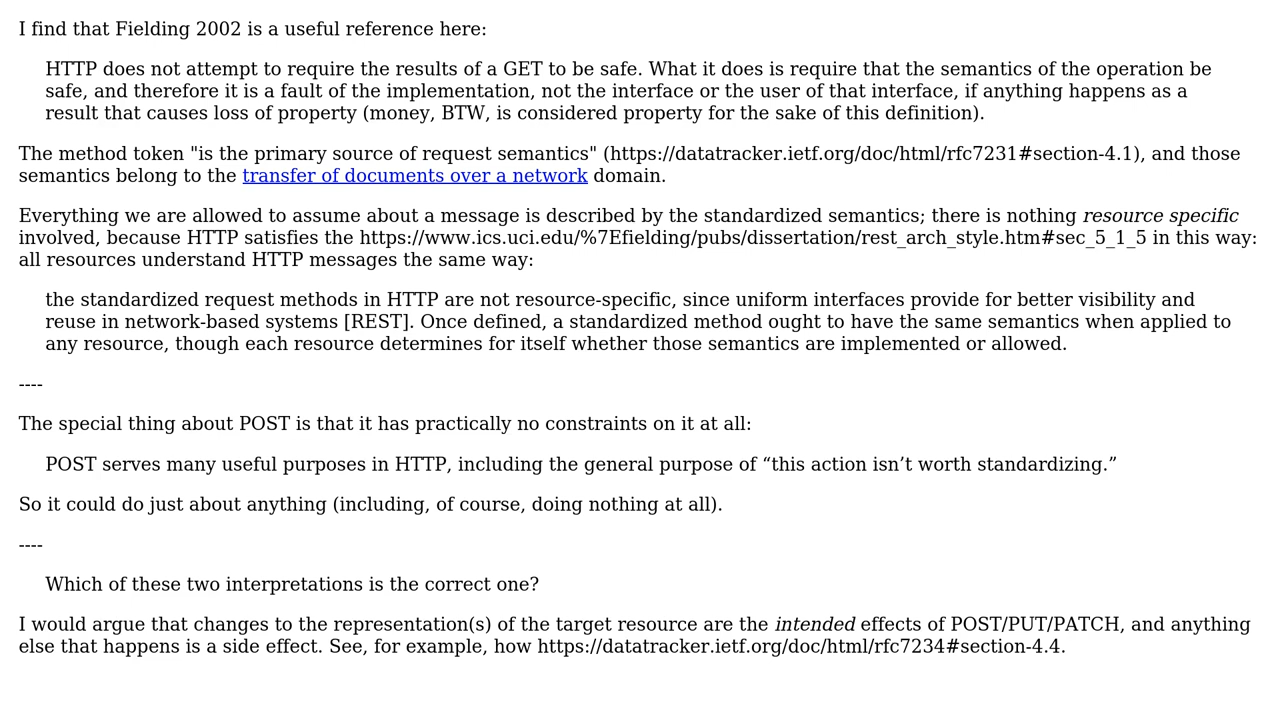 I find that Fielding 2002 is a useful reference here:
HTTP does not attempt to require the results of a GET to be safe. What it does is require that the semantics of the operation be
safe, and therefore it is a fault of the implementation, not the interface or the user of that interface, if anything happens as a
result that causes loss of property (money, BTW, is considered property for the sake of this definition).
The method token "is the primary source of request semantics" (https://datatracker.ietf.org/doc/html/rfc7231#section-4.1), and those
semantics belong to the transfer of documents over a network domain.
Everything we are allowed to assume about a message is described by the standardized semantics; there is nothing resource specific
involved, because HTTP satisfies the https://www.ics.uci.edu/%7Efielding/pubs/dissertation/rest_arch_style.htm#sec_5_1_5 in this way:
all resources understand HTTP messages the same way:
the standardized request methods in HTTP are not resource-specific, since uniform interfaces provide for better visibility and
reuse in network-based systems [REST]. Once defined, a standardized method ought to have the same semantics when applied to
any resource, though each resource determines for itself whether those semantics are implemented or allowed.
----
The special thing about POST is that it has practically no constraints on it at all:
POST serves many useful purposes in HTTP, including the general purpose of “this action isn’t worth standardizing.”
So it could do just about anything (including, of course, doing nothing at all).
----
Which of these two interpretations is the correct one?
I would argue that changes to the representation(s) of the target resource are the intended effects of POST/PUT/PATCH, and anything
else that happens is a side effect. See, for example, how https://datatracker.ietf.org/doc/html/rfc7234#section-4.4.